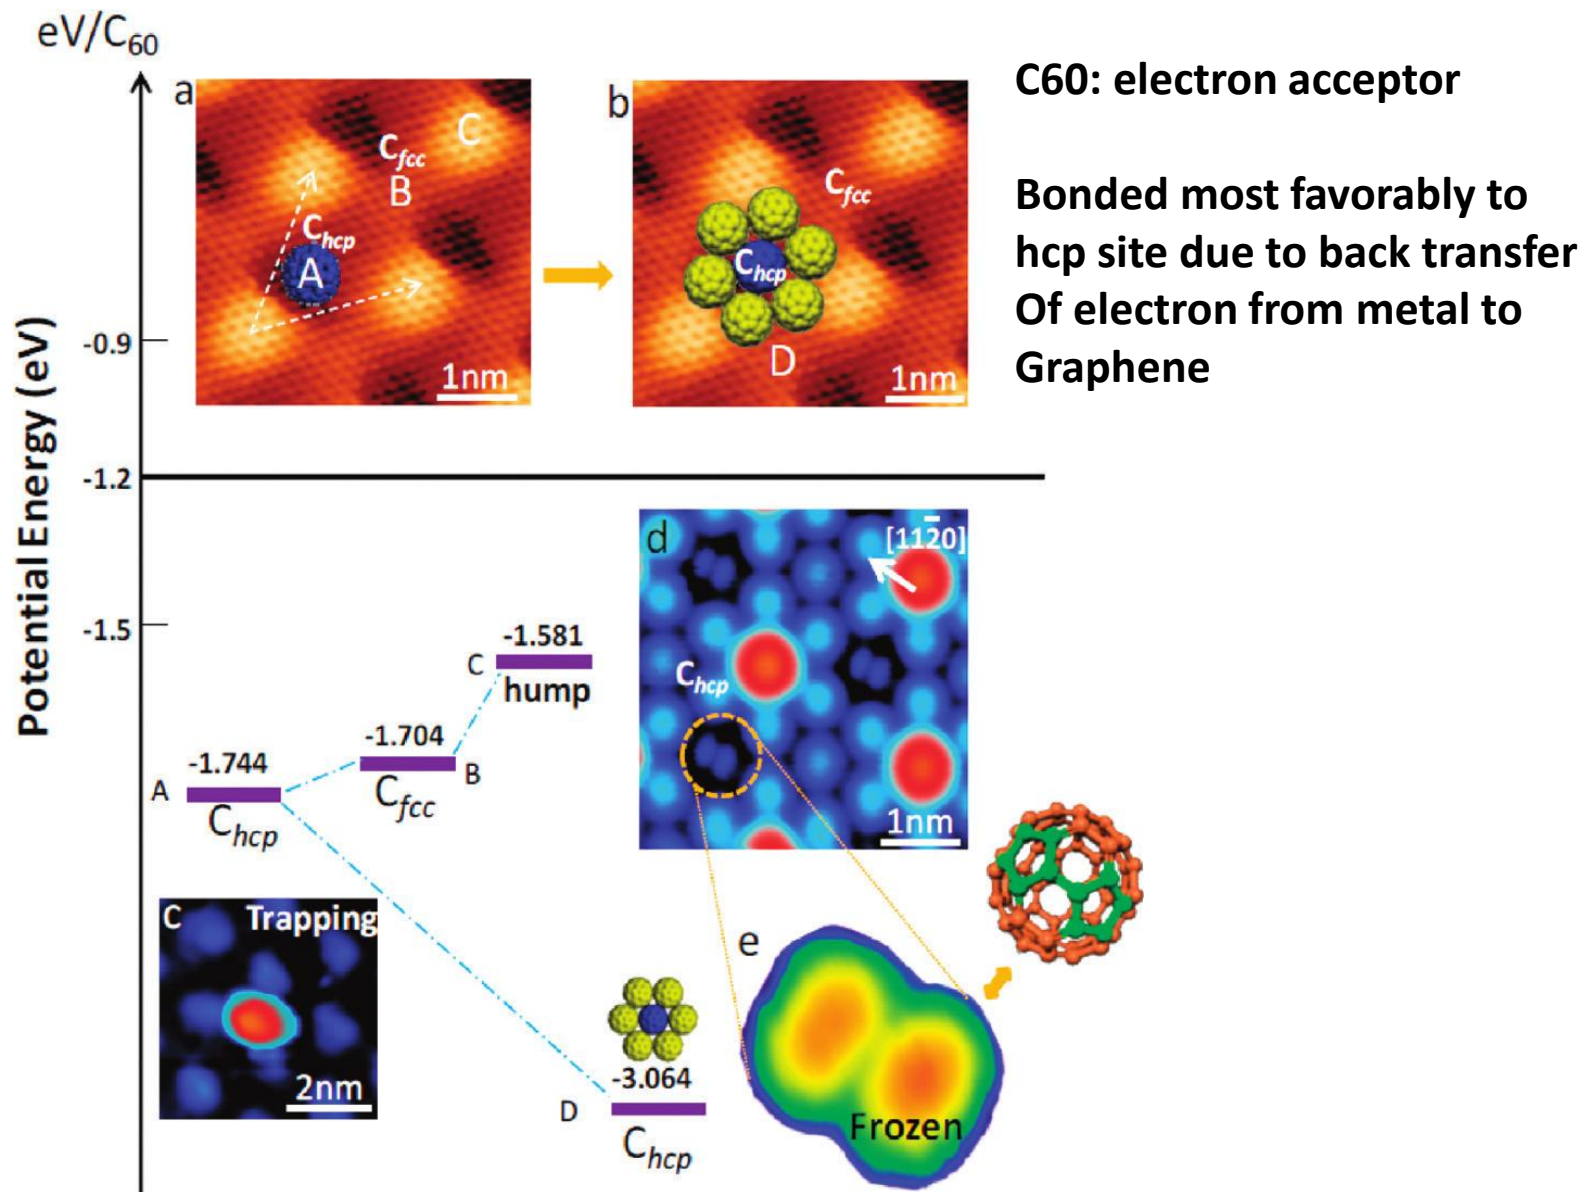 eV/C60
Potential Energy (eV)
-0.9
-1.2
-1.5
a
C
Cfcc
B
Chcp
A
1nm
b
Cfcc
Chcp
D
1nm
C60: electron acceptor
Bonded most favorably to
hcp site due to back transfer
Of electron from metal to
Graphene
d
[11̄20]
Chcp
1nm
-1.581
C
hump
-1.704
B
Cfcc
-1.744
A
Chcp
C
Trapping
2nm
-3.064
D
Chcp
e
Frozen